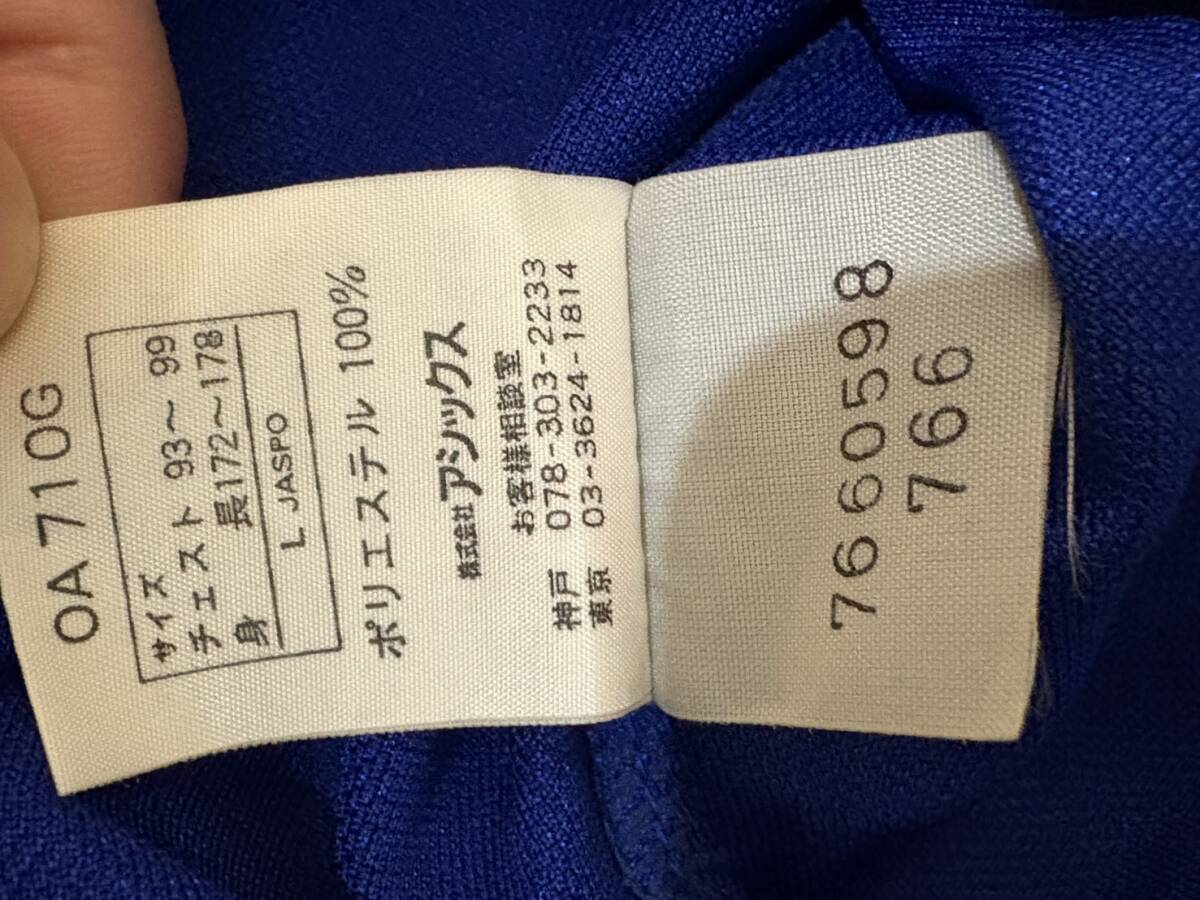 OA7110G
サイズ
チェスト 93～ 99
身　長172～178
L JASPO
ポリエステル 100%
株式会社アシックス
お客様相談室
神戸 078-303-2233
東京 03-3624-1814
7660598
766